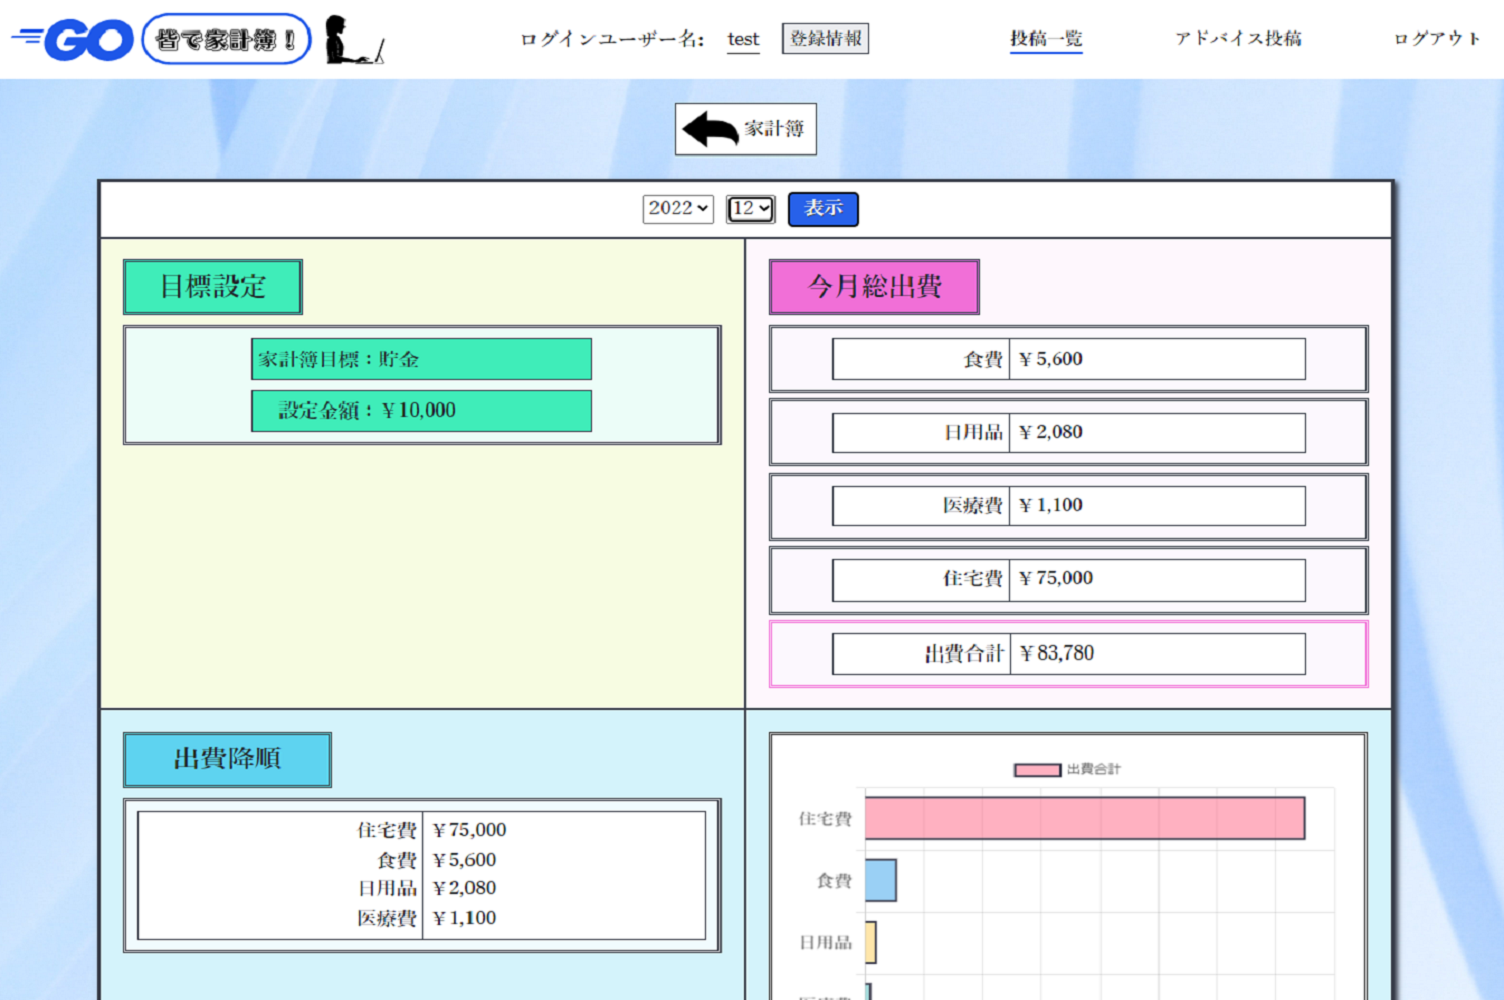 GO 皆で家計簿！ ログインユーザー名： test 登録情報 投稿一覧 アドバイス投稿 ログアウト
家計簿
2022 12 表示
目標設定
家計簿目標：貯金
設定金額：￥10,000
今月総出費
食費 ￥5,600
日用品 ￥2,080
医療費 ￥1,100
住宅費 ￥75,000
出費合計 ￥83,780
出費降順
住宅費 ￥75,000
食費 ￥5,600
日用品 ￥2,080
医療費 ￥1,100
出費合計
住宅費
食費
日用品